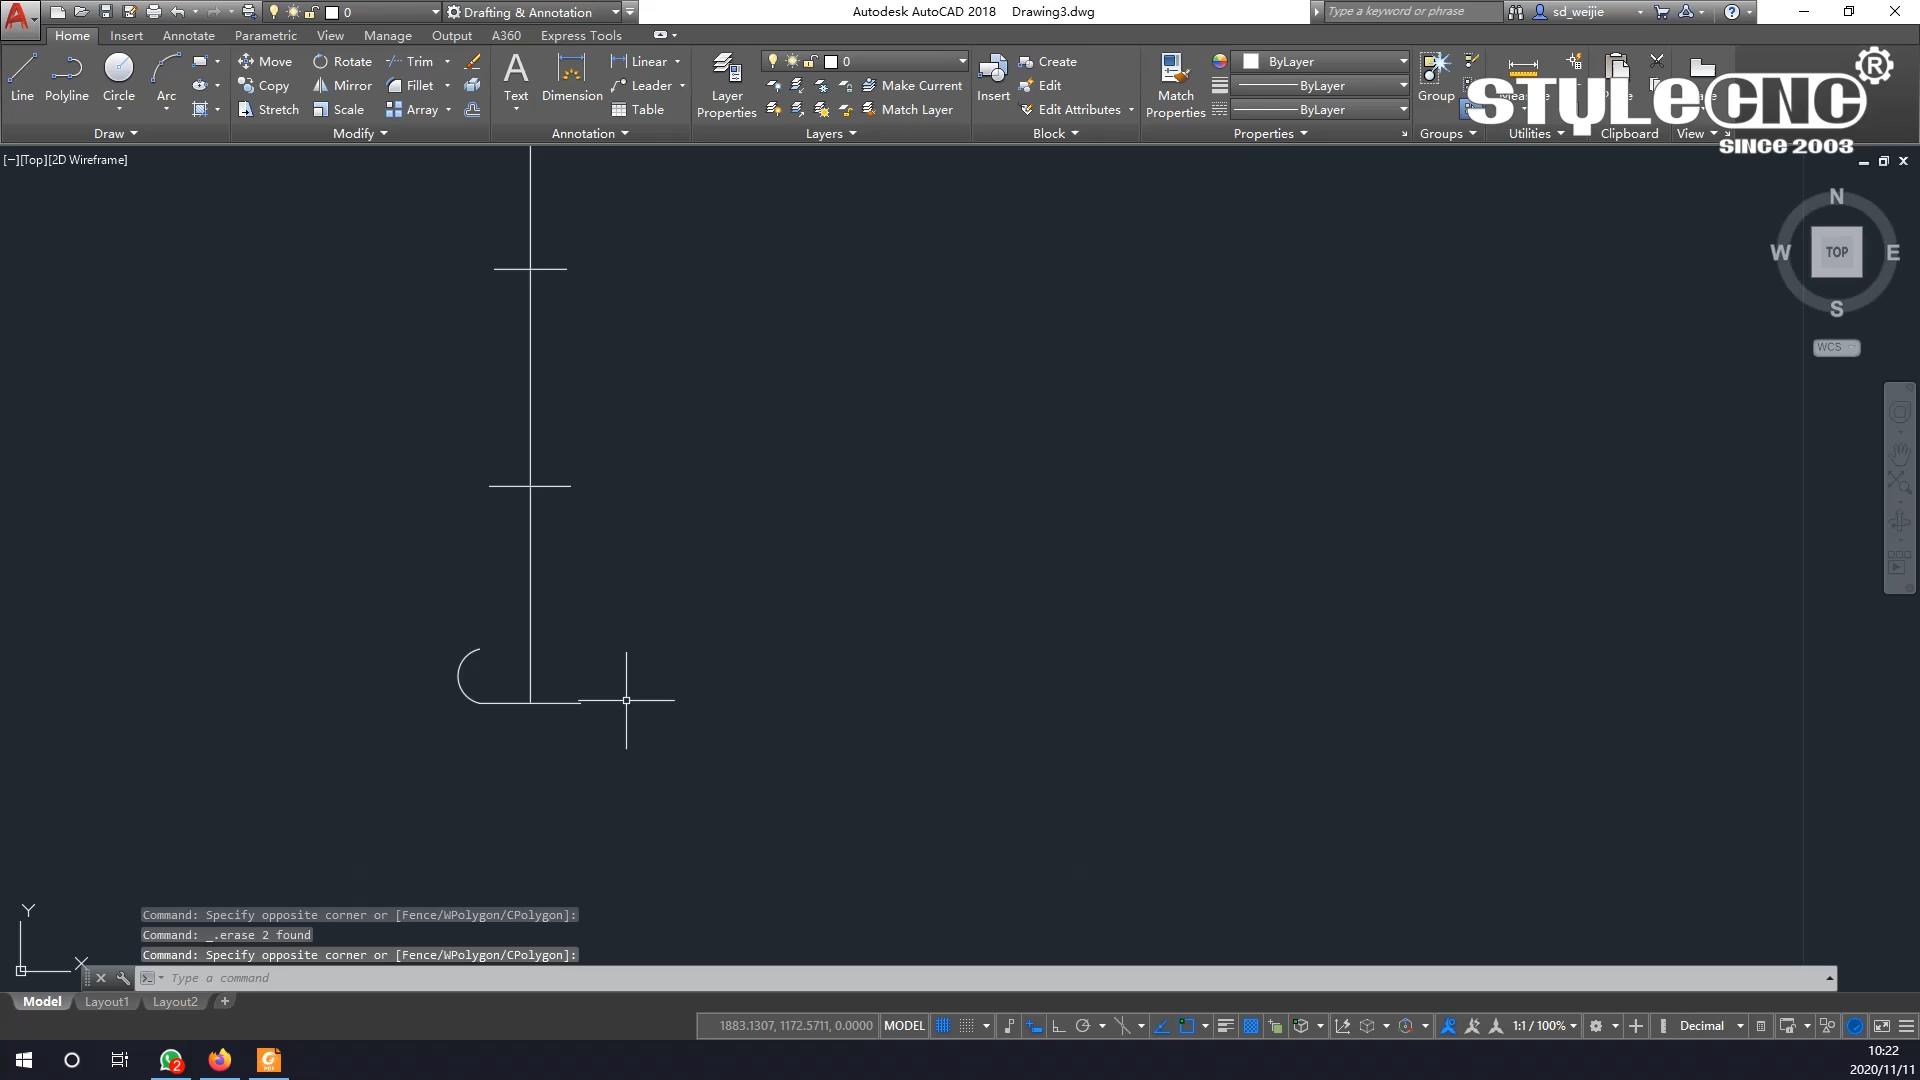 0
Drafting & Annotation
Autodesk AutoCAD 2018 Drawing3.dwg
Type a keyword or phrase
sd_weijie
Home Insert Annotate Parametric View Manage Output A360 Express Tools
Line Polyline Circle Arc
Draw
Move Rotate Trim
Copy Mirror Fillet
Stretch Scale Array
Modify
Text Dimension
Linear
Leader
Table
Annotation
Layer
Properties
0
Make Current
Match Layer
Layers
Insert
Create
Edit
Edit Attributes
Block
Match
Properties
ByLayer
ByLayer
ByLayer
Properties
Group
Groups
Utilities
Clipboard
View
STYLeCNC®
SINCE 2003
[−][Top][2D Wireframe]
N
W TOP E
S
WCS
Y
X
Command: Specify opposite corner or [Fence/WPolygon/CPolygon]:
Command: _.erase 2 found
Command: Specify opposite corner or [Fence/WPolygon/CPolygon]:
Type a command
Model Layout1 Layout2 +
1883.1307, 1172.5711, 0.0000 MODEL 1:1 / 100% Decimal
2
PDF
10:22
2020/11/11